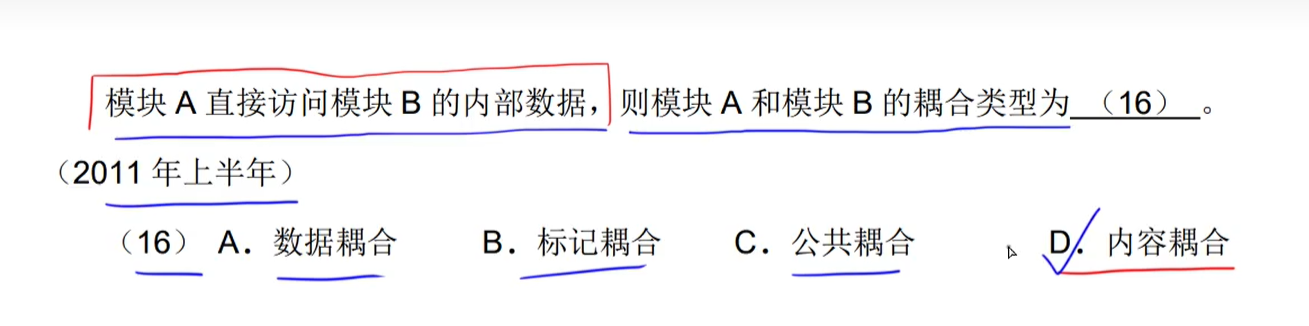 模块 A 直接访问模块 B 的内部数据，则模块 A 和模块 B 的耦合类型为 （16） 。
（2011 年上半年）
（16） A．数据耦合 B．标记耦合 C．公共耦合 D．内容耦合